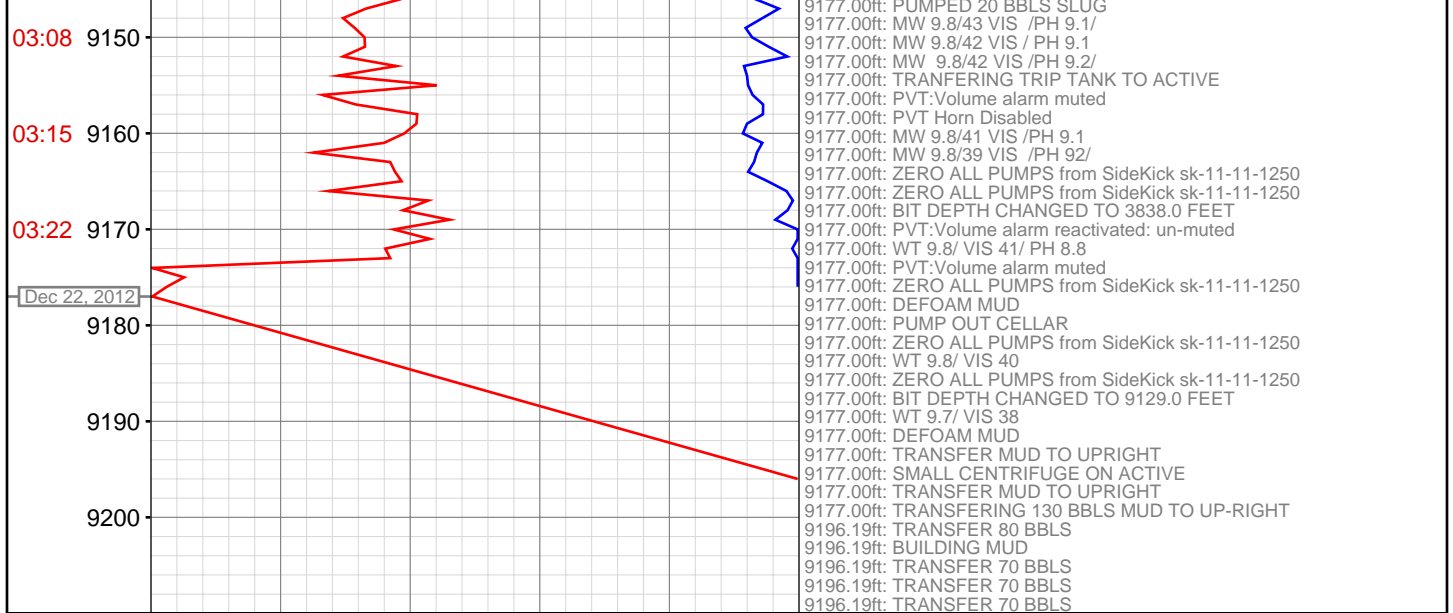 03:08 9150
03:15 9160
03:22 9170
Dec 22, 2012
9180
9190
9200
9177.00ft: PUMPED 20 BBLS SLUG
9177.00ft: MW 9.8/43 VIS  /PH 9.1/
9177.00ft: MW 9.8/42 VIS / PH 9.1
9177.00ft: MW  9.8/42 VIS /PH 9.2/
9177.00ft: TRANFERING TRIP TANK TO ACTIVE
9177.00ft: PVT:Volume alarm muted
9177.00ft: PVT Horn Disabled
9177.00ft: MW 9.8/41 VIS /PH 9.1
9177.00ft: MW 9.8/39 VIS  /PH 92/
9177.00ft: ZERO ALL PUMPS from SideKick sk-11-11-1250
9177.00ft: ZERO ALL PUMPS from SideKick sk-11-11-1250
9177.00ft: BIT DEPTH CHANGED TO 3838.0 FEET
9177.00ft: PVT:Volume alarm reactivated: un-muted
9177.00ft: WT 9.8/ VIS 41/ PH 8.8
9177.00ft: PVT:Volume alarm muted
9177.00ft: ZERO ALL PUMPS from SideKick sk-11-11-1250
9177.00ft: DEFOAM MUD
9177.00ft: PUMP OUT CELLAR
9177.00ft: ZERO ALL PUMPS from SideKick sk-11-11-1250
9177.00ft: WT 9.8/ VIS 40
9177.00ft: ZERO ALL PUMPS from SideKick sk-11-11-1250
9177.00ft: BIT DEPTH CHANGED TO 9129.0 FEET
9177.00ft: WT 9.7/ VIS 38
9177.00ft: DEFOAM MUD
9177.00ft: TRANSFER MUD TO UPRIGHT
9177.00ft: SMALL CENTRIFUGE ON ACTIVE
9177.00ft: TRANSFER MUD TO UPRIGHT
9177.00ft: TRANSFERING 130 BBLS MUD TO UP-RIGHT
9196.19ft: TRANSFER 80 BBLS
9196.19ft: BUILDING MUD
9196.19ft: TRANSFER 70 BBLS
9196.19ft: TRANSFER 70 BBLS
9196.19ft: TRANSFER 70 BBLS